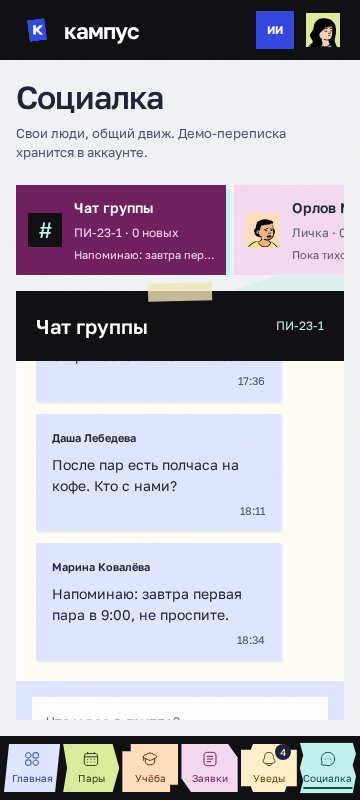 к кампус
ИИ
Социалка
Свои люди, общий движ. Демо-переписка
хранится в аккаунте.
#
Чат группы
ПИ-23-1 · 0 новых
Напоминаю: завтра пер...
Орлов
Личка · 0
Пока тихо
Чат группы
ПИ-23-1
17:36
Даша Лебедева
После пар есть полчаса на
кофе. Кто с нами?
18:11
Марина Ковалёва
Напоминаю: завтра первая
пара в 9:00, не проспите.
18:34
Главная
Пары
Учёба
Заявки
4
Уведы
Социалка